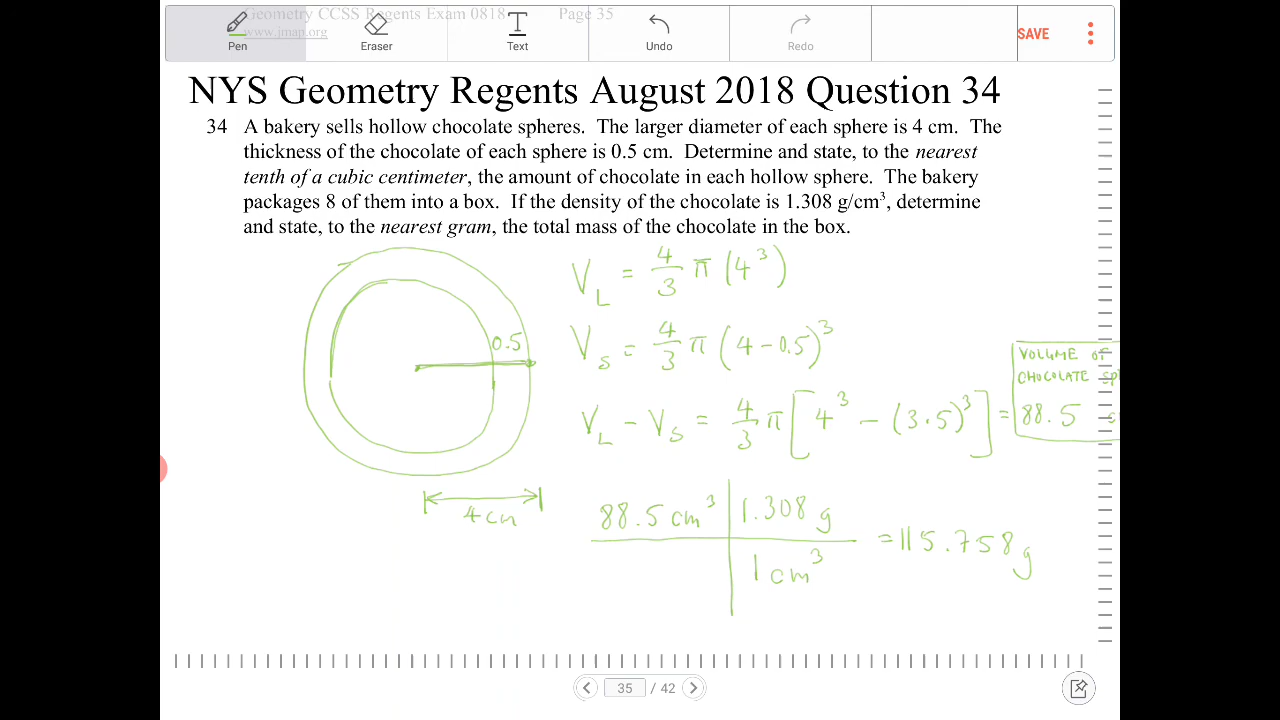 Geometry CCSS Regents Exam 0818 Page 35
www.jmap.org
Pen
Eraser
Text
Undo
Redo
SAVE
NYS Geometry Regents August 2018 Question 34
34 A bakery sells hollow chocolate spheres. The larger diameter of each sphere is 4 cm. The
thickness of the chocolate of each sphere is 0.5 cm. Determine and state, to the nearest
tenth of a cubic centimeter, the amount of chocolate in each hollow sphere. The bakery
packages 8 of them into a box. If the density of the chocolate is 1.308 g/cm³, determine
and state, to the nearest gram, the total mass of the chocolate in the box.
V_L = 4/3 π (4³)
0.5
V_S = 4/3 π (4 - 0.5)³
VOLUME OF
CHOCOLATE
V_L - V_S = 4/3 π [4³ - (3.5)³] = 88.5
4 cm
88.5 cm³ | 1.308 g
= 115.758 g
1 cm³
35 / 42